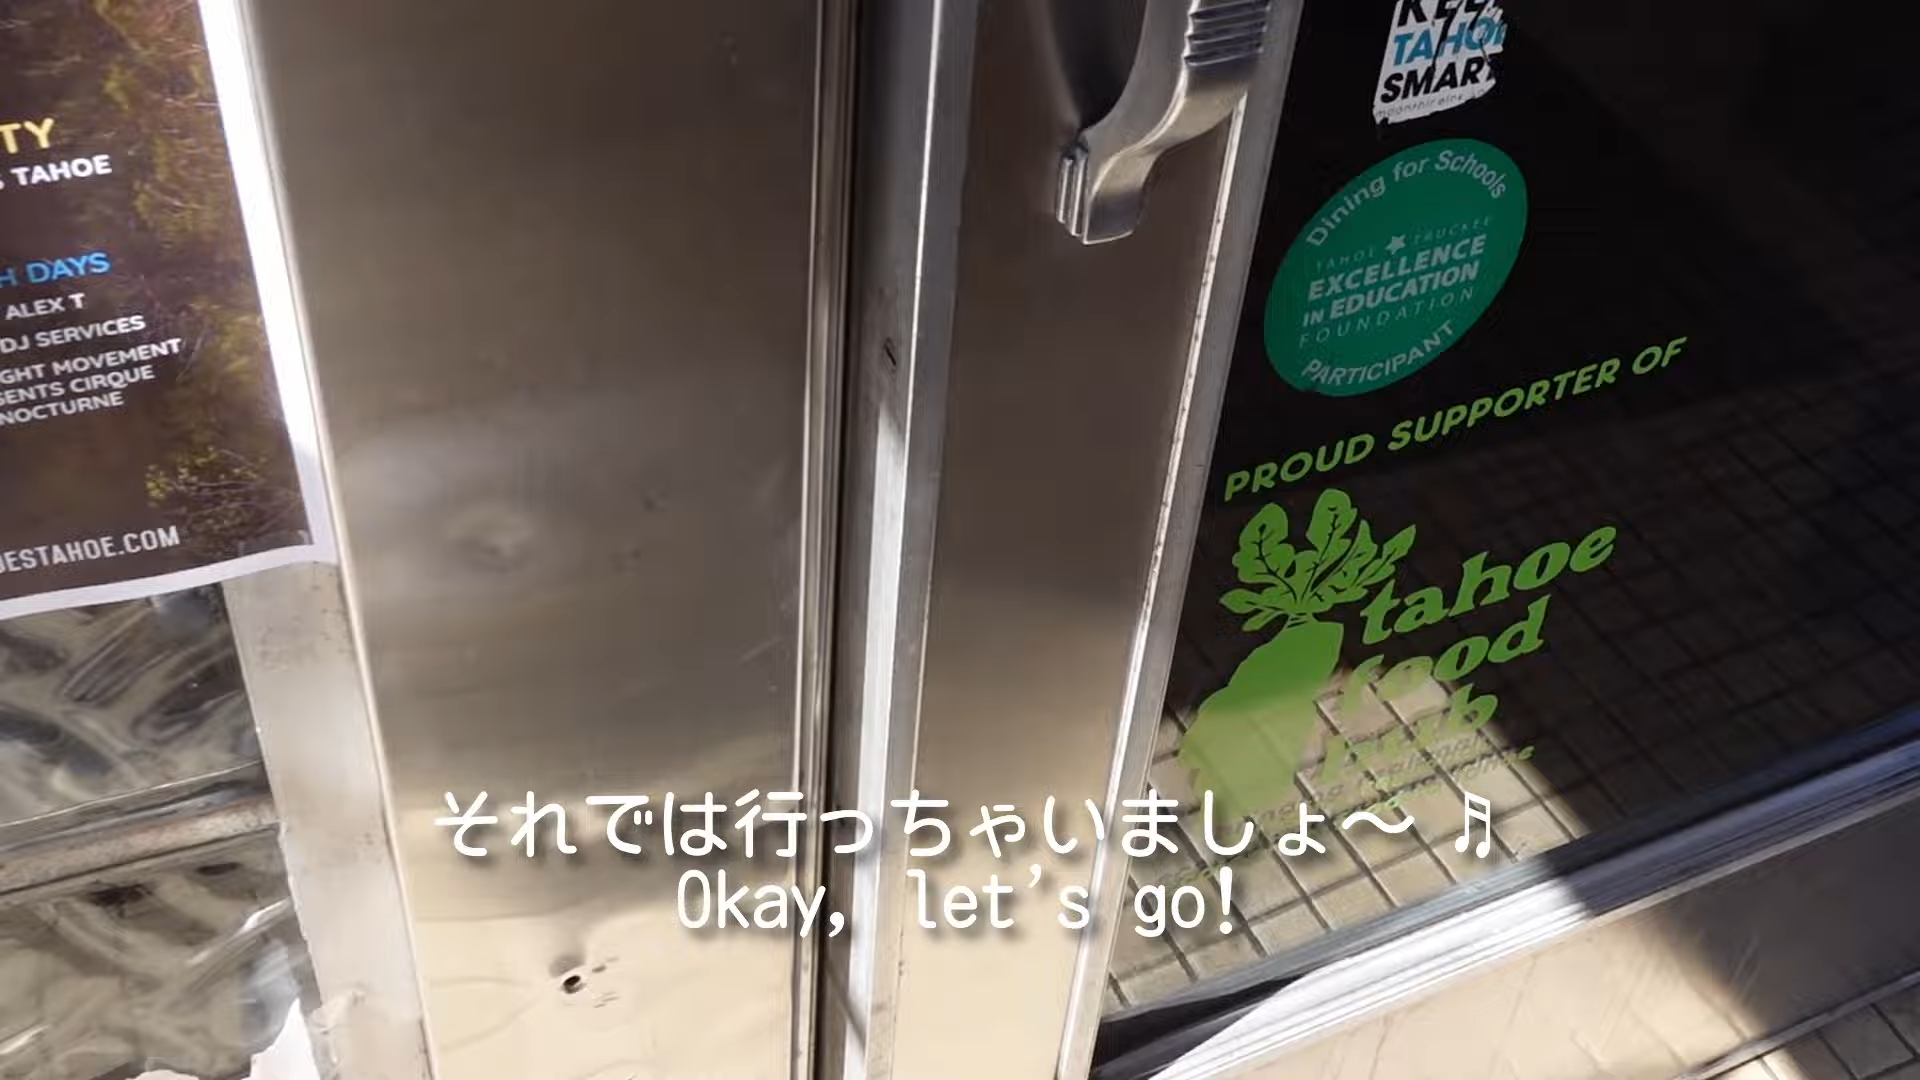 TY
TAHOE
H DAYS
ALEX T
DJ SERVICES
GHT MOVEMENT
SENTS CIRQUE
NOCTURNE
ESTAHOE.COM
TAHOE
SMART
Dining for Schools
TAHOE ★ TRUCKEE
EXCELLENCE
IN EDUCATION
FOUNDATION
PARTICIPANT
PROUD SUPPORTER OF
tahoe
food
hub
それでは行っちゃいましょ〜 ♫
Okay, let's go!